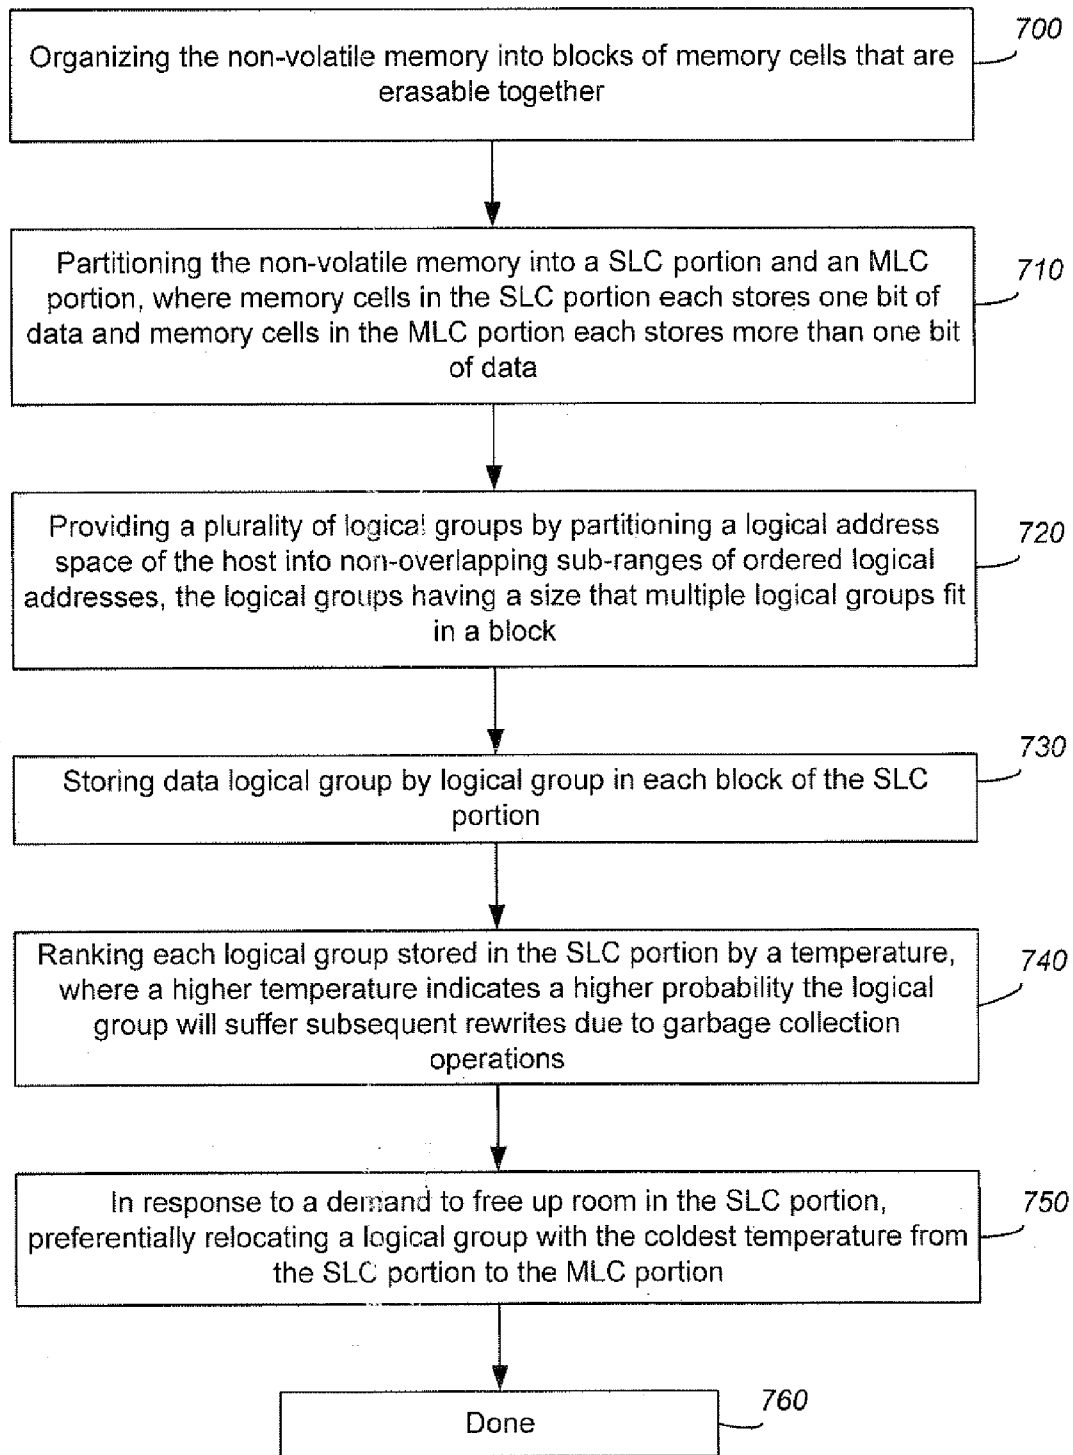 700
Organizing the non-volatile memory into blocks of memory cells that are
erasable together
710
Partitioning the non-volatile memory into a SLC portion and an MLC
portion, where memory cells in the SLC portion each stores one bit of
data and memory cells in the MLC portion each stores more than one bit
of data
720
Providing a plurality of logical groups by partitioning a logical address
space of the host into non-overlapping sub-ranges of ordered logical
addresses, the logical groups having a size that multiple logical groups fit
in a block
730
Storing data logical group by logical group in each block of the SLC
portion
740
Ranking each logical group stored in the SLC portion by a temperature,
where a higher temperature indicates a higher probability the logical
group will suffer subsequent rewrites due to garbage collection
operations
750
In response to a demand to free up room in the SLC portion,
preferentially relocating a logical group with the coldest temperature from
the SLC portion to the MLC portion
760
Done